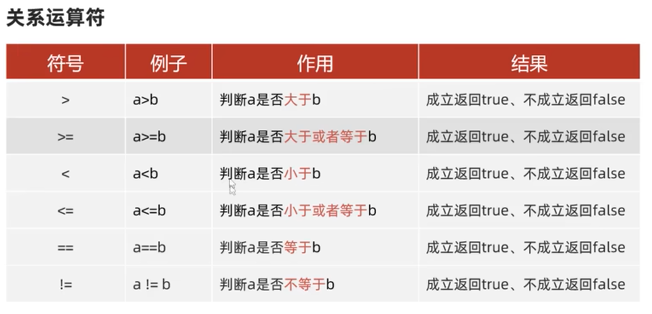 关系运算符
符号 例子 作用 结果
> a>b 判断a是否大于b 成立返回true、不成立返回false
>= a>=b 判断a是否大于或者等于b 成立返回true、不成立返回false
< a<b 判断a是否小于b 成立返回true、不成立返回false
<= a<=b 判断a是否小于或者等于b 成立返回true、不成立返回false
== a==b 判断a是否等于b 成立返回true、不成立返回false
!= a != b 判断a是否不等于b 成立返回true、不成立返回false